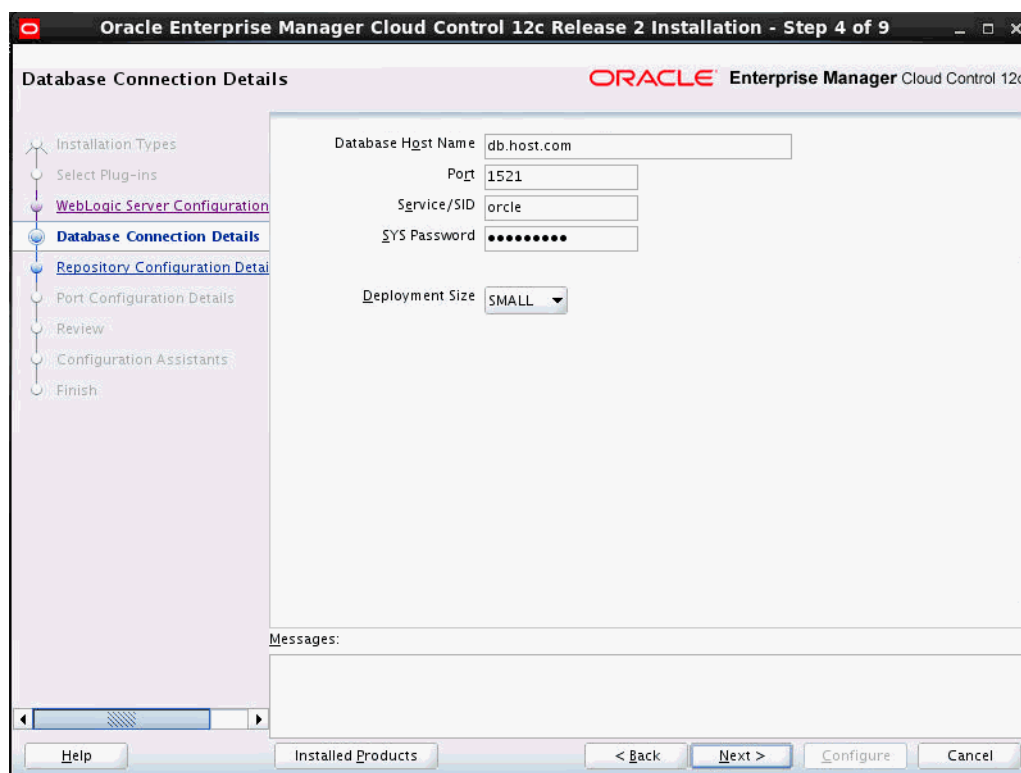 Oracle Enterprise Manager Cloud Control 12c Release 2 Installation - Step 4 of 9
Database Connection Details
ORACLE Enterprise Manager Cloud Control 12c
Installation Types
Select Plug-ins
WebLogic Server Configuration
Database Connection Details
Repository Configuration Detai
Port Configuration Details
Review
Configuration Assistants
Finish
Database Host Name db.host.com
Port 1521
Service/SID orcle
SYS Password •••••••••
Deployment Size SMALL
Messages:
Help Installed Products < Back Next > Configure Cancel